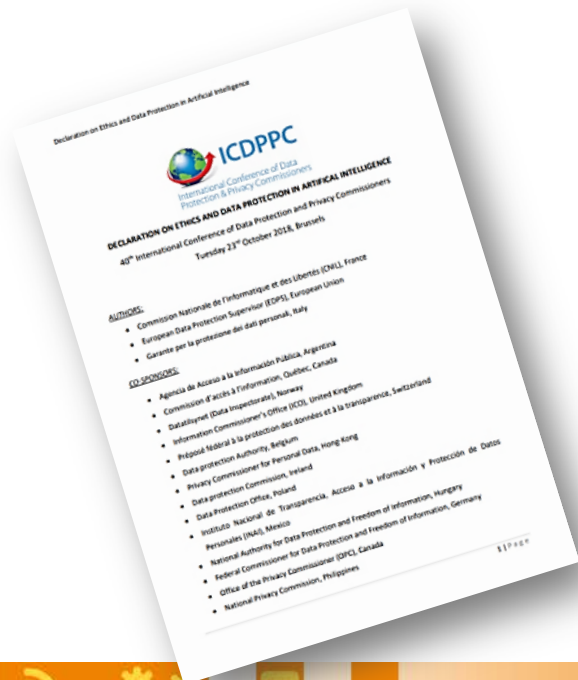 Declaration on Ethics and Data Protection in Artificial Intelligence
ICDPPC
International Conference of Data
Protection & Privacy Commissioners
DECLARATION ON ETHICS AND DATA PROTECTION IN ARTIFICAL INTELLIGENCE
40th International Conference of Data Protection and Privacy Commissioners
Tuesday 23rd October 2018, Brussels
AUTHORS:
• Commission Nationale de l'Informatique et des Libertés (CNIL), France
• European Data Protection Supervisor (EDPS), European Union
• Garante per la protezione dei dati personali, Italy
CO-SPONSORS:
• Agencia de Acceso a la Información Pública, Argentina
• Commission d'accès à l'information, Québec, Canada
• Datatilsynet (Data Inspectorate), Norway
• Information Commissioner's Office (ICO), United Kingdom
• Préposé fédéral à la protection des données et à la transparence, Switzerland
• Data protection Authority, Belgium
• Privacy Commissioner for Personal Data, Hong Kong
• Data protection Commission, Ireland
• Data Protection Office, Poland
• Instituto Nacional de Transparencia, Acceso a la Información y Protección de Datos
Personales (INAI), Mexico
• National Authority for Data Protection and Freedom of Information, Hungary
• Federal Commissioner for Data Protection and Freedom of Information, Germany
• Office of the Privacy Commissioner (OPC), Canada
• National Privacy Commission, Philippines
1 | Page